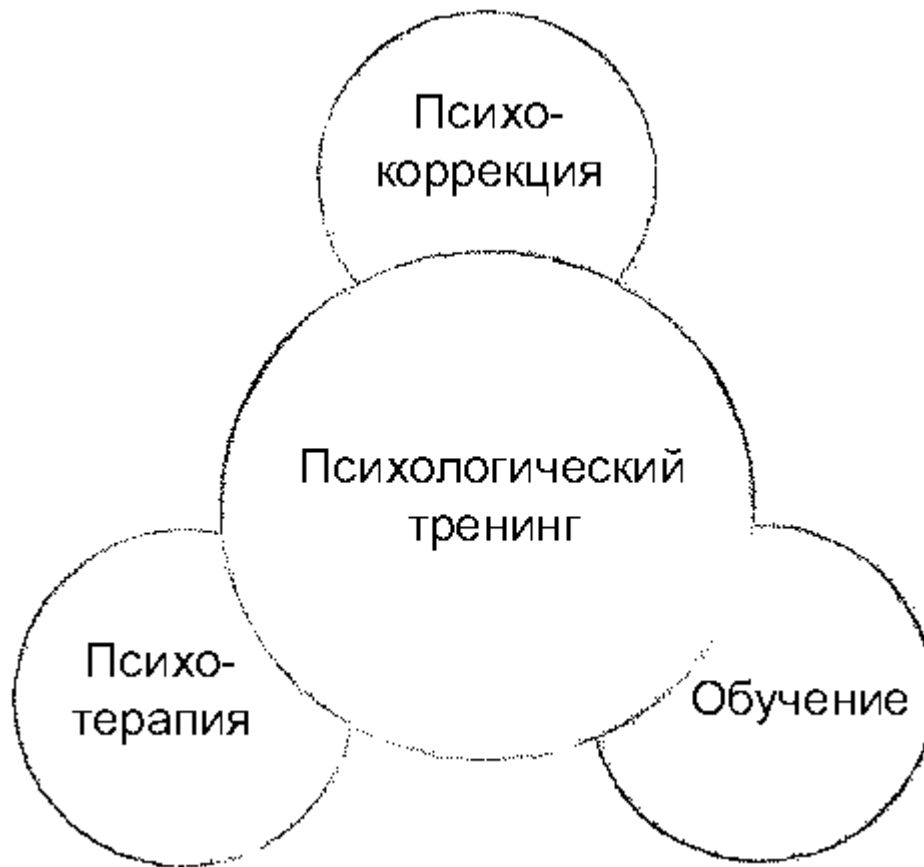 Психо-
коррекция
Психологический
тренинг
Психо-
терапия
Обучение